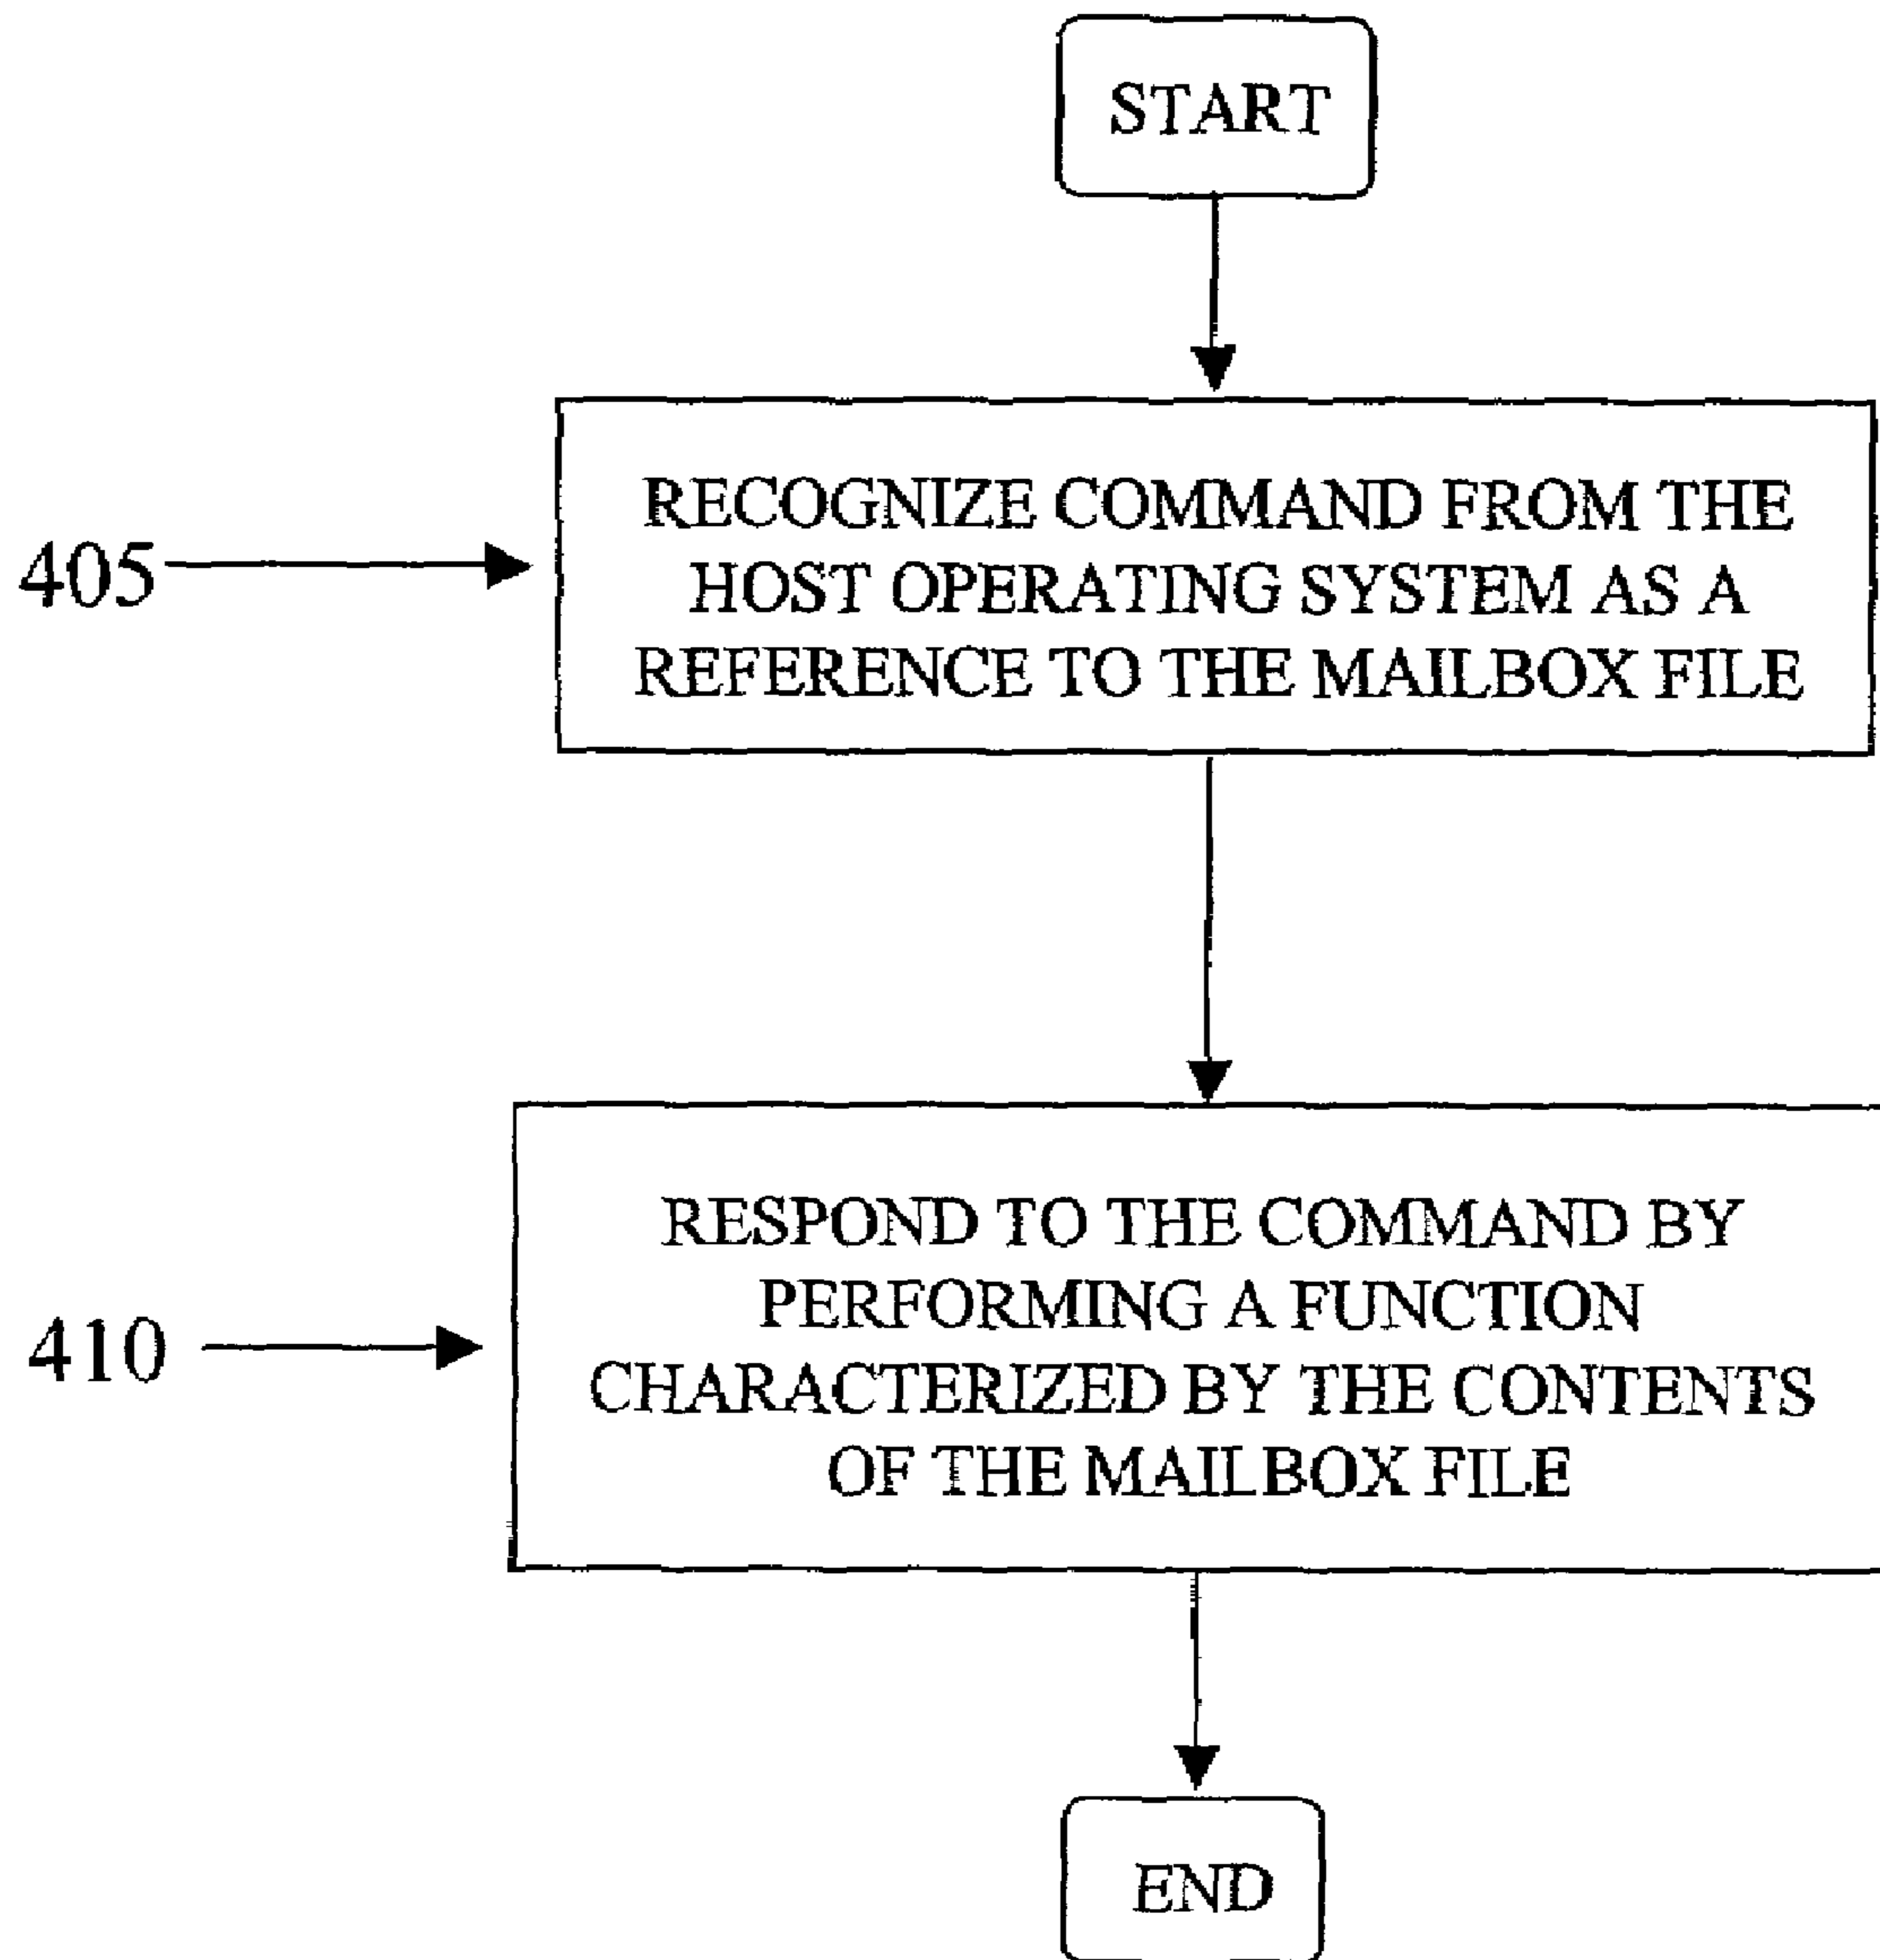 START
405
RECOGNIZE COMMAND FROM THE
HOST OPERATING SYSTEM AS A
REFERENCE TO THE MAILBOX FILE
410
RESPOND TO THE COMMAND BY
PERFORMING A FUNCTION
CHARACTERIZED BY THE CONTENTS
OF THE MAILBOX FILE
END